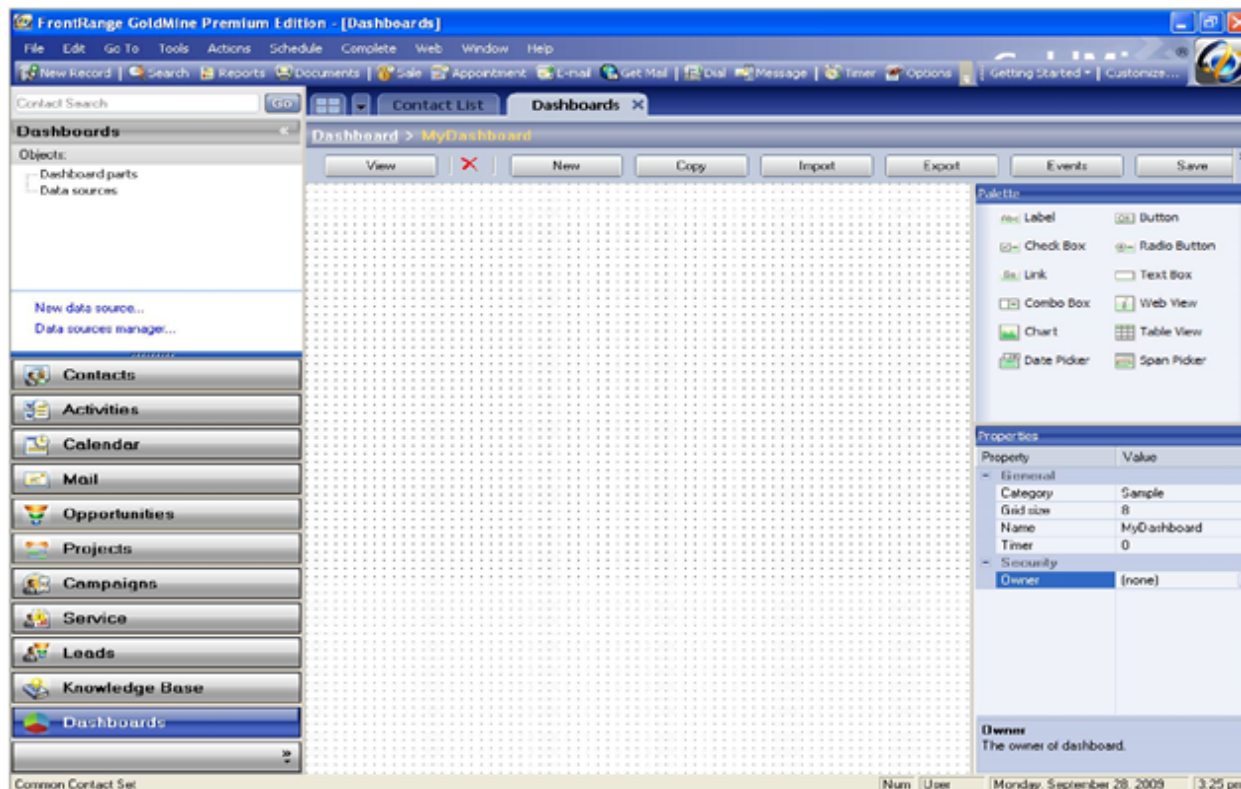 FrontRange GoldMine Premium Edition - [Dashboards]
File Edit Go To Tools Actions Schedule Complete Web Window Help
New Record Search Reports Documents Sale Appointment E-mail Get Mail Dial Message Timer Options Getting Started Customize...
Contact Search Go Contact List Dashboards
Dashboards
Dashboard > MyDashboard
Objects:
View New Copy Import Export Events Save
Dashboard parts
Data sources
Palette
Label Button
Check Box Radio Button
Link Text Box
Combo Box Web View
Chart Table View
Date Picker Span Picker
New data source...
Data sources manager...
Contacts
Activities
Calendar
Mail
Opportunities
Projects
Campaigns
Service
Leads
Knowledge Base
Dashboards
Properties
Property Value
General
Category Sample
Grid size 8
Name MyDashboard
Timer 0
Security
Owner (none)
Owner
The owner of dashboard.
Common Contact Set Num User Monday, September 28, 2009 3:25 pm